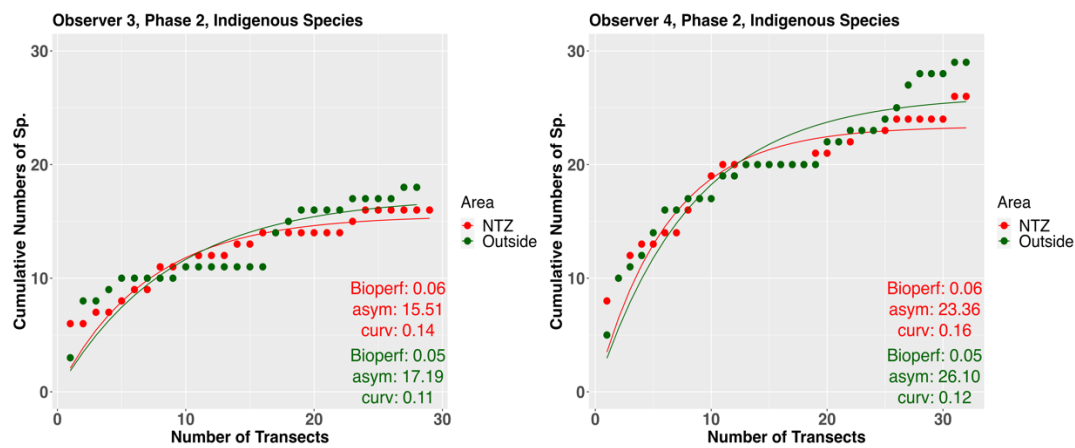 Observer 3, Phase 2, Indigenous Species
30
20
10
0
Cumulative Numbers of Sp.
Bioperf: 0.06
asym: 15.51
curv: 0.14
Bioperf: 0.05
asym: 17.19
curv: 0.11
0 10 20 30
Number of Transects
Area
NTZ
Outside
Observer 4, Phase 2, Indigenous Species
30
20
10
0
Cumulative Numbers of Sp.
Bioperf: 0.06
asym: 23.36
curv: 0.16
Bioperf: 0.05
asym: 26.10
curv: 0.12
0 10 20 30
Number of Transects
Area
NTZ
Outside